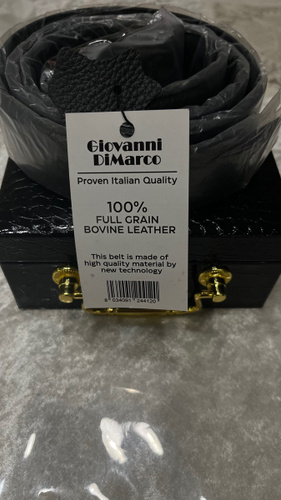 Giovanni
DiMarco
Proven Italian Quality
100%
FULL GRAIN
BOVINE LEATHER
This belt is made of
high quality material by
new technology